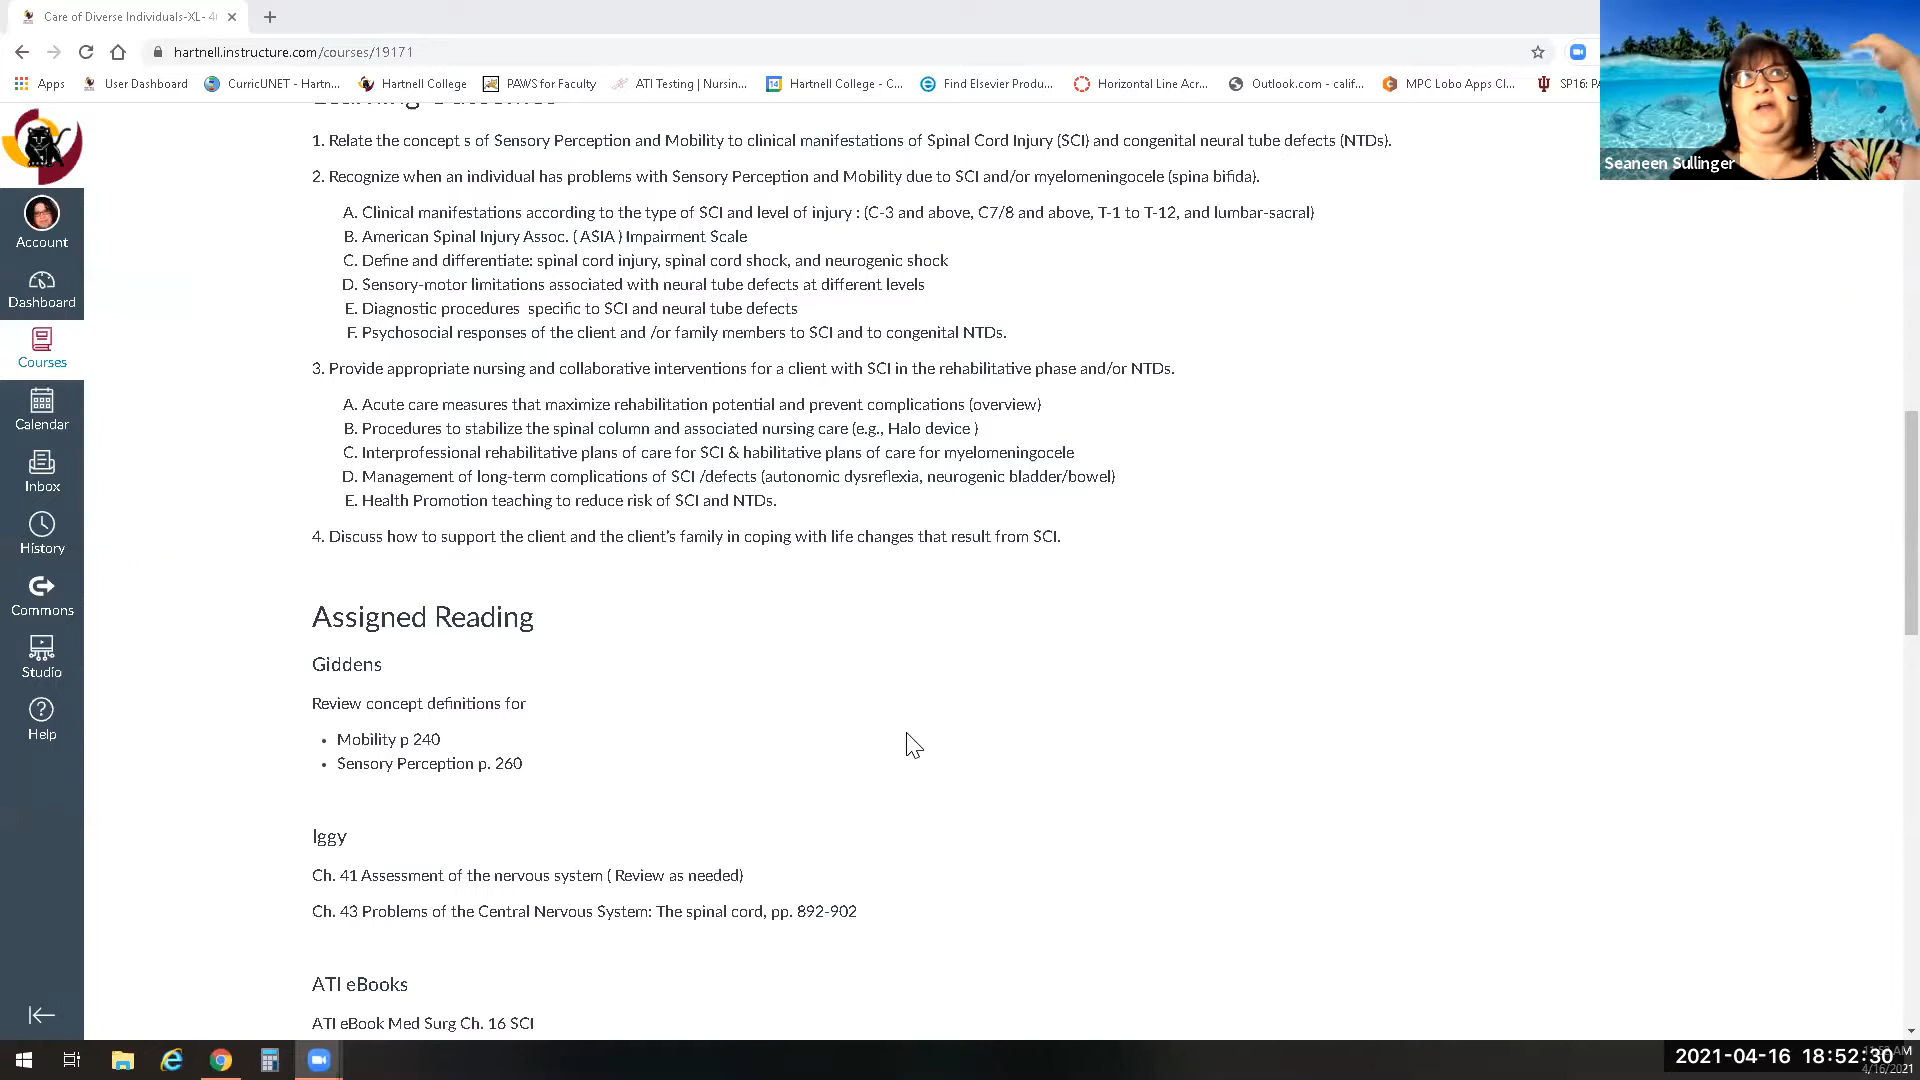 Care of Diverse Individuals-XL- 4
hartnell.instructure.com/courses/19171
Apps
User Dashboard
CurricUNET - Hartn...
Hartnell College
PAWS for Faculty
ATI Testing | Nursin...
14
Hartnell College - C...
Find Elsevier Produ...
Horizontal Line Acr...
Outlook.com - calif...
MPC Lobo Apps Cl...
SP16: P
Seaneen Sullinger
Account
Dashboard
Courses
Calendar
Inbox
History
Commons
Studio
Help
1. Relate the concept s of Sensory Perception and Mobility to clinical manifestations of Spinal Cord Injury (SCI) and congenital neural tube defects (NTDs).
2. Recognize when an individual has problems with Sensory Perception and Mobility due to SCI and/or myelomeningocele (spina bifida).
A. Clinical manifestations according to the type of SCI and level of injury : (C-3 and above, C7/8 and above, T-1 to T-12, and lumbar-sacral)
B. American Spinal Injury Assoc. ( ASIA ) Impairment Scale
C. Define and differentiate: spinal cord injury, spinal cord shock, and neurogenic shock
D. Sensory-motor limitations associated with neural tube defects at different levels
E. Diagnostic procedures specific to SCI and neural tube defects
F. Psychosocial responses of the client and /or family members to SCI and to congenital NTDs.
3. Provide appropriate nursing and collaborative interventions for a client with SCI in the rehabilitative phase and/or NTDs.
A. Acute care measures that maximize rehabilitation potential and prevent complications (overview)
B. Procedures to stabilize the spinal column and associated nursing care (e.g., Halo device )
C. Interprofessional rehabilitative plans of care for SCI & habilitative plans of care for myelomeningocele
D. Management of long-term complications of SCI /defects (autonomic dysreflexia, neurogenic bladder/bowel)
E. Health Promotion teaching to reduce risk of SCI and NTDs.
4. Discuss how to support the client and the client's family in coping with life changes that result from SCI.
Assigned Reading
Giddens
Review concept definitions for
• Mobility p 240
• Sensory Perception p. 260
Iggy
Ch. 41 Assessment of the nervous system ( Review as needed)
Ch. 43 Problems of the Central Nervous System: The spinal cord, pp. 892-902
ATI eBooks
ATI eBook Med Surg Ch. 16 SCI
2021-04-16 18:52:30
4/16/2021